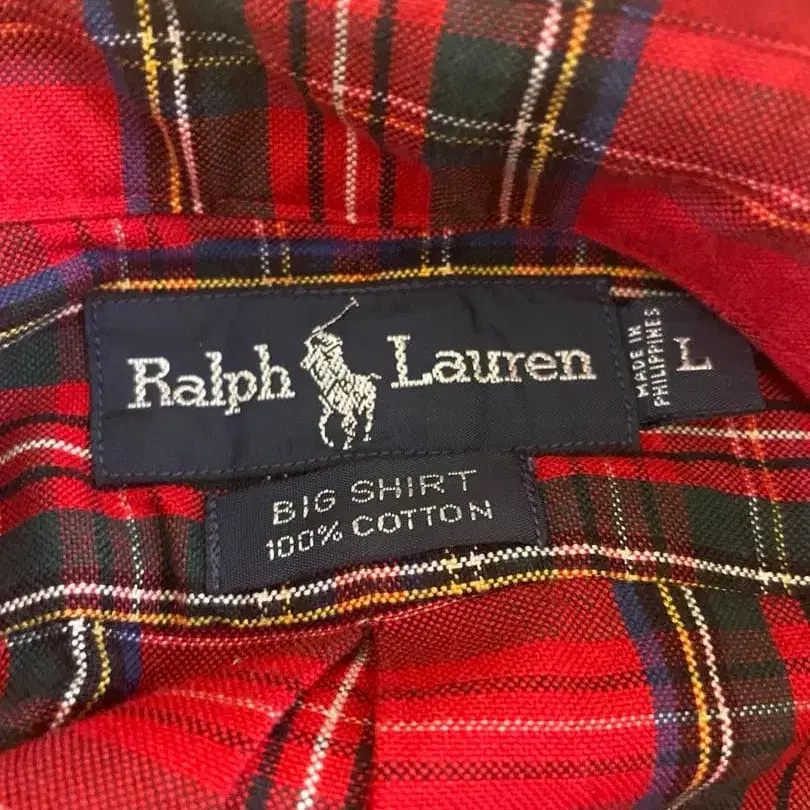 Ralph Lauren
MADE IN
PHILIPPINES
L
BIG SHIRT
100% COTTON